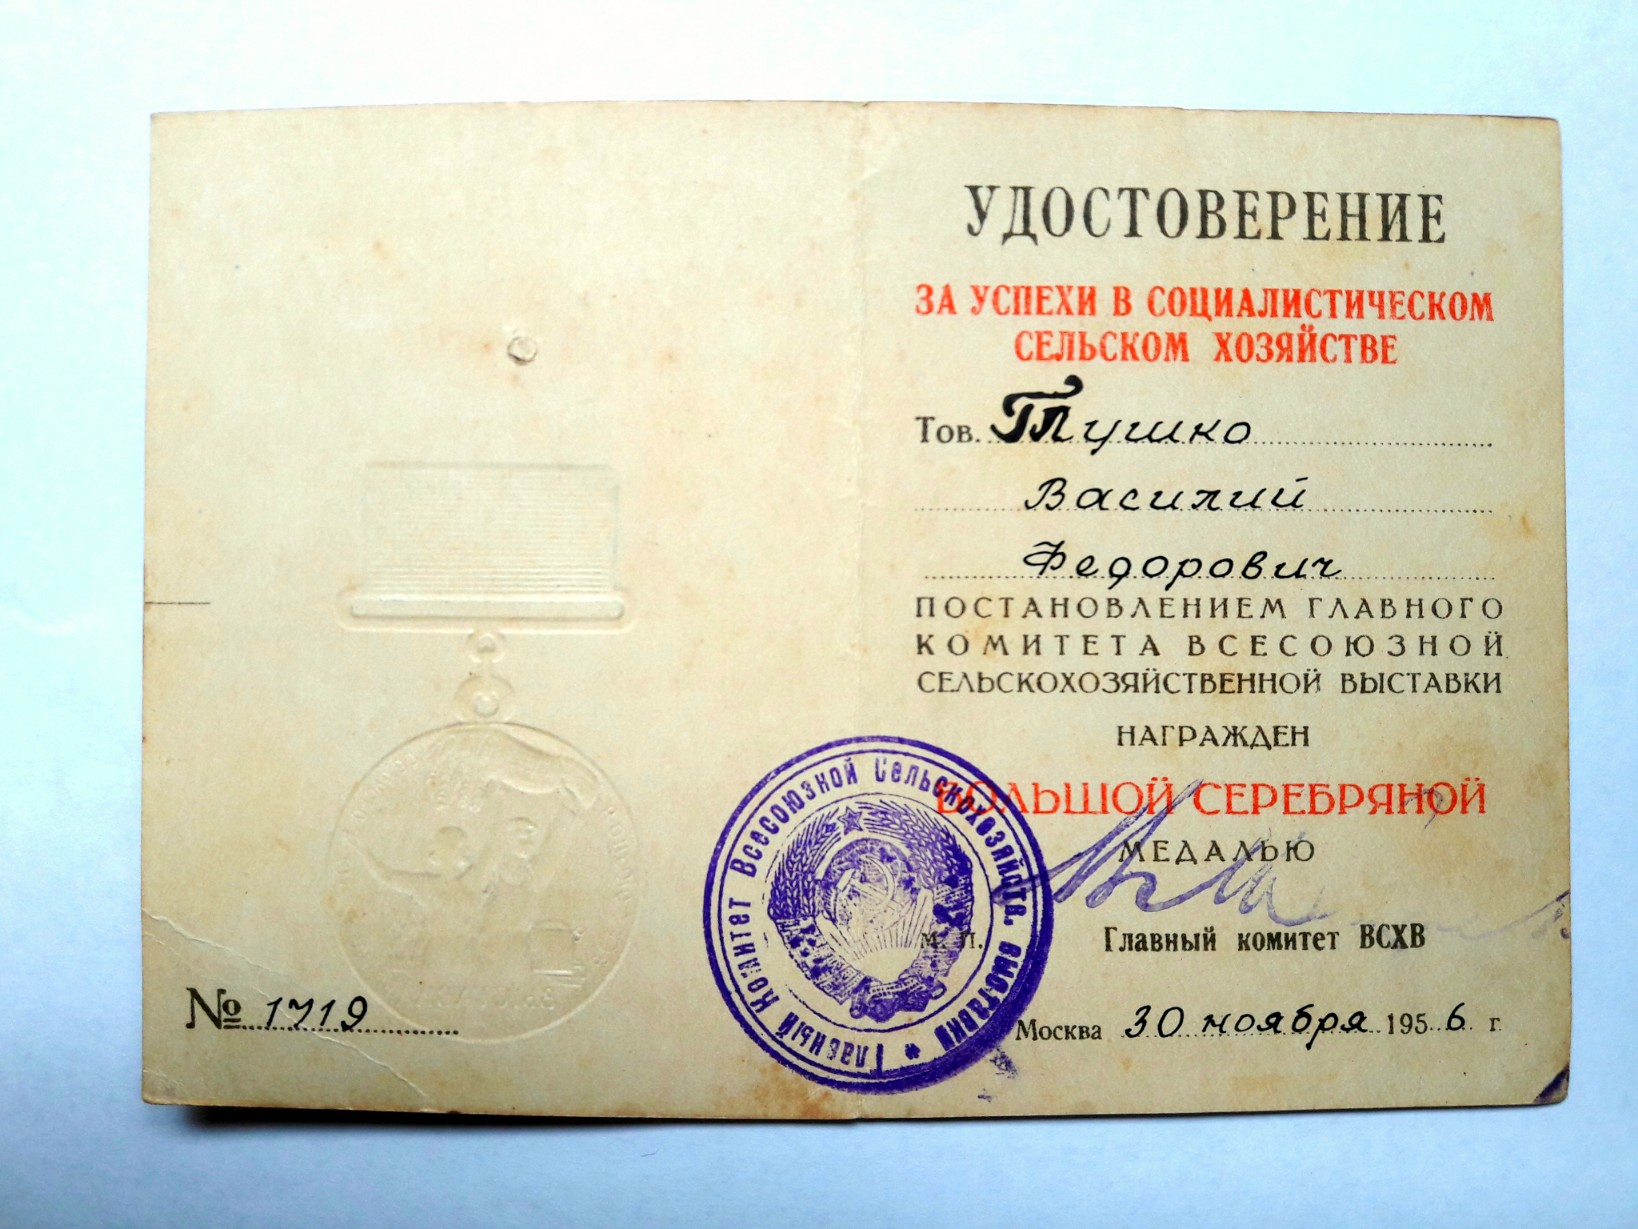 УДОСТОВЕРЕНИЕ
ЗА УСПЕХИ В СОЦИАЛИСТИЧЕСКОМ
СЕЛЬСКОМ ХОЗЯЙСТВЕ
Тов. Глушко
Василий
Федорович
ПОСТАНОВЛЕНИЕМ ГЛАВНОГО
КОМИТЕТА ВСЕСОЮЗНОЙ
СЕЛЬСКОХОЗЯЙСТВЕННОЙ ВЫСТАВКИ
НАГРАЖДЕН
БОЛЬШОЙ СЕРЕБРЯНОЙ
МЕДАЛЬЮ
М. П.
Главный комитет ВСХВ
Москва 30 ноября 1956 г
№ 1719
Главный Комитет Всесоюзной Сельскохозяйств. выставки *